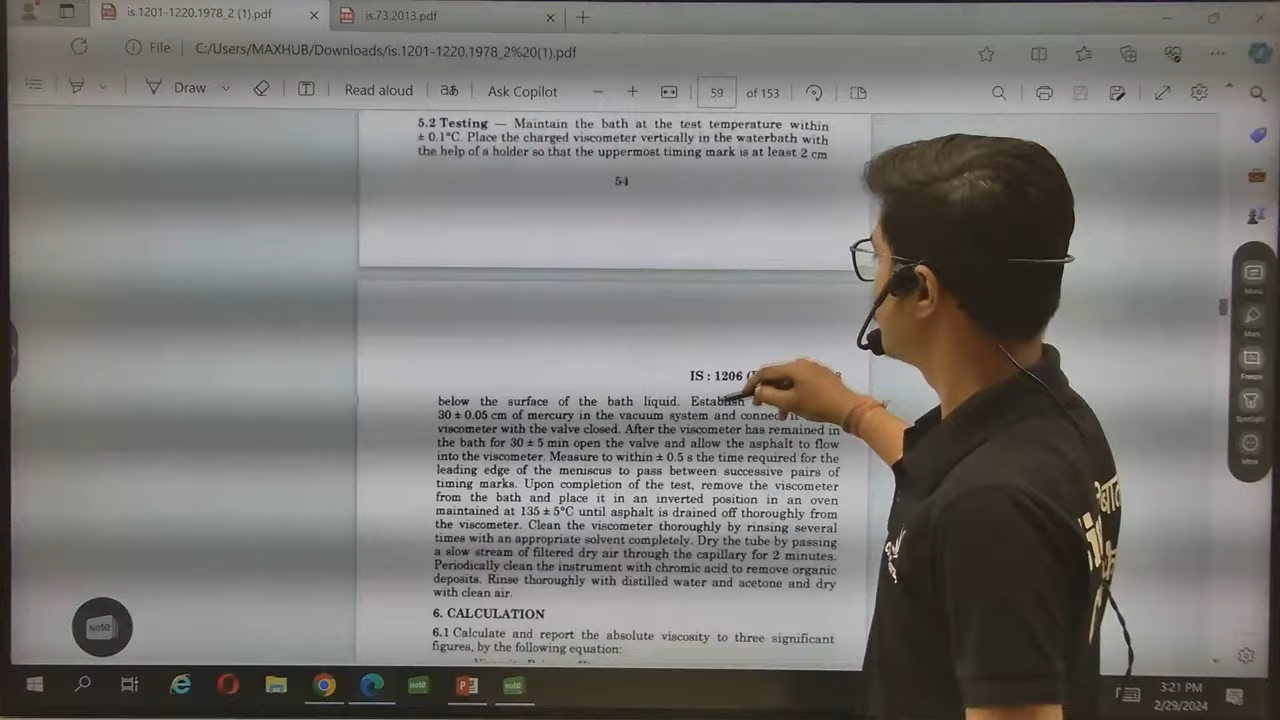 is.1201-1220.1978_2 (1).pdf
is.73.2013.pdf
File
C:/Users/MAXHUB/Downloads/is.1201-1220.1978_2%20(1).pdf
Draw
Read aloud
aあ
Ask Copilot
59
of 153
5.2 Testing — Maintain the bath at the test temperature within
± 0.1°C. Place the charged viscometer vertically in the waterbath with
the help of a holder so that the uppermost timing mark is at least 2 cm
54
IS : 1206 (
below the surface of the bath liquid. Establish
30 ± 0.05 cm of mercury in the vacuum system and connect
viscometer with the valve closed. After the viscometer has remained in
the bath for 30 ± 5 min open the valve and allow the asphalt to flow
into the viscometer. Measure to within ± 0.5 s the time required for the
leading edge of the meniscus to pass between successive pairs of
timing marks. Upon completion of the test, remove the viscometer
from the bath and place it in an inverted position in an oven
maintained at 135 ± 5°C until asphalt is drained off thoroughly from
the viscometer. Clean the viscometer thoroughly by rinsing several
times with an appropriate solvent completely. Dry the tube by passing
a slow stream of filtered dry air through the capillary for 2 minutes.
Periodically clean the instrument with chromic acid to remove organic
deposits. Rinse thoroughly with distilled water and acetone and dry
with clean air.
6. CALCULATION
6.1 Calculate and report the absolute viscosity to three significant
figures, by the following equation:
Note
Menu
Mark
Freeze
Spotlight
More
Note
Note
3:21 PM
2/29/2024